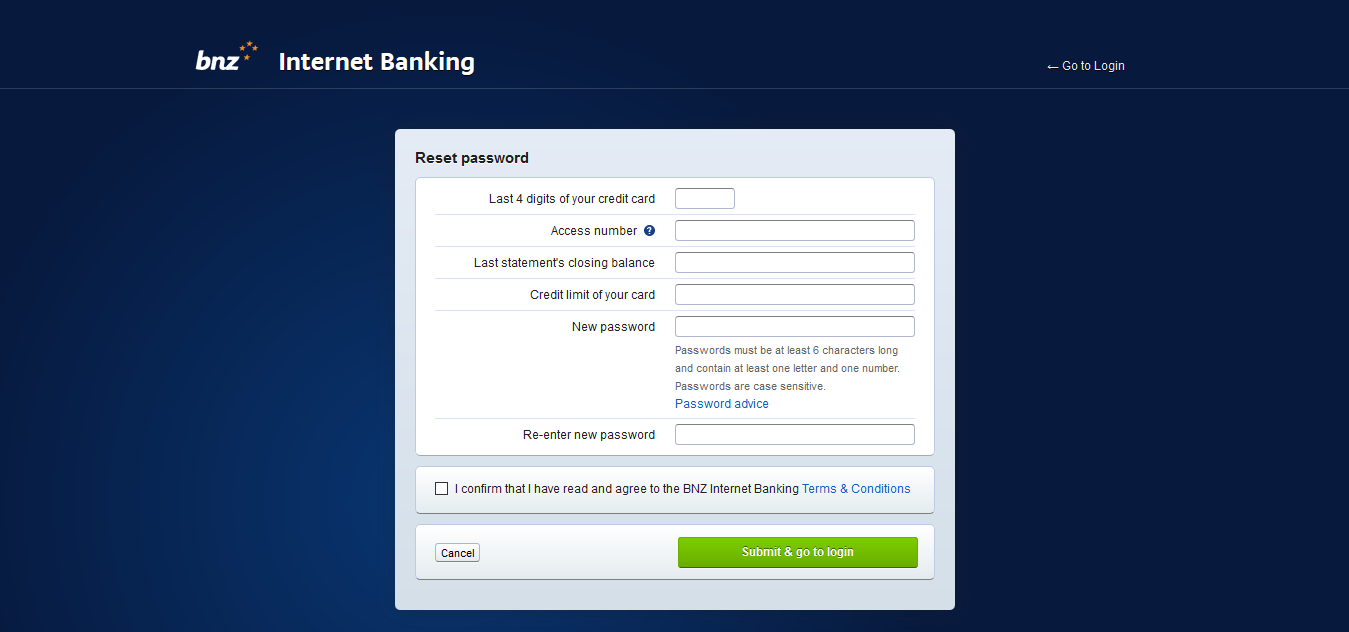 bnz Internet Banking
← Go to Login
Reset password
Last 4 digits of your credit card
Access number ?
Last statement's closing balance
Credit limit of your card
New password
Passwords must be at least 6 characters long
and contain at least one letter and one number.
Passwords are case sensitive.
Password advice
Re-enter new password
I confirm that I have read and agree to the BNZ Internet Banking Terms & Conditions
Cancel
Submit & go to login